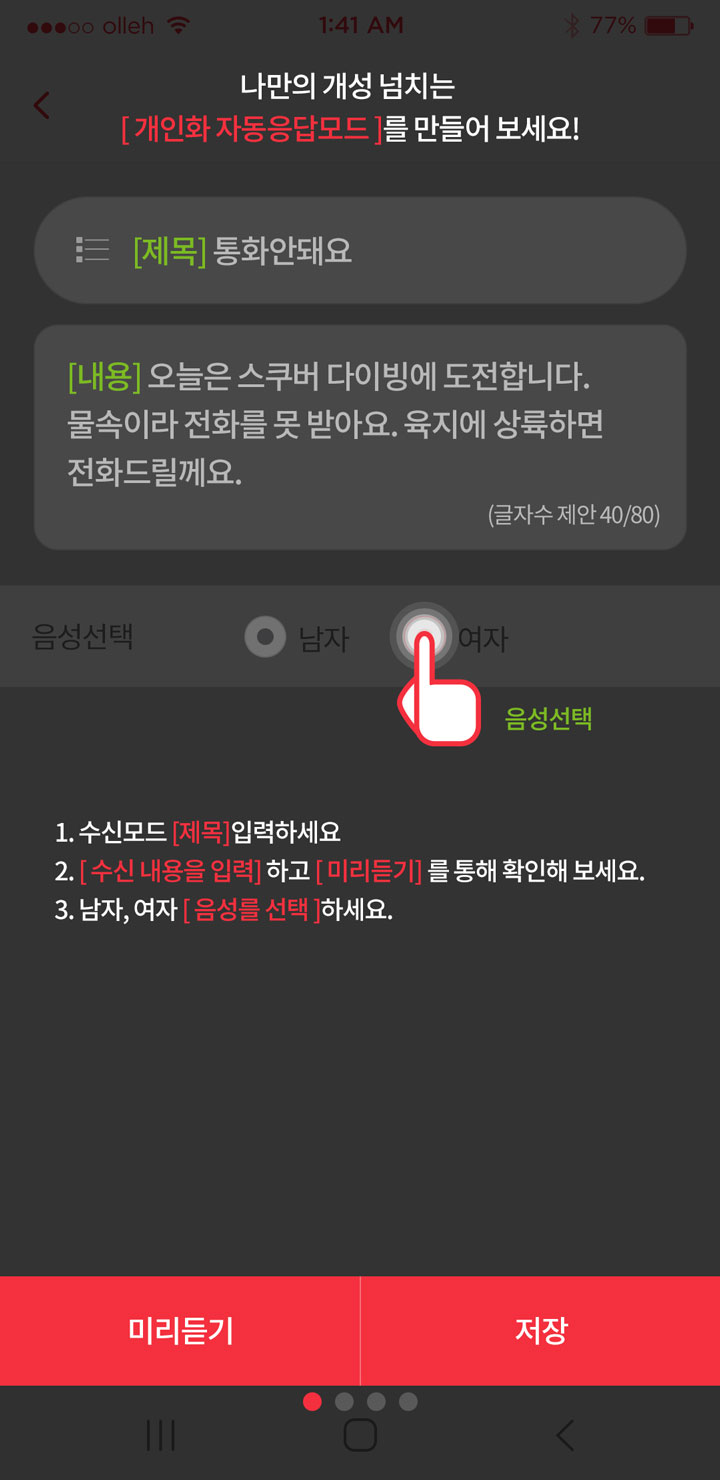 olleh 1:41 AM 77%
나만의 개성 넘치는
[ 개인화 자동응답모드 ]를 만들어 보세요!
[제목] 통화안돼요
[내용] 오늘은 스쿠버 다이빙에 도전합니다.
물속이라 전화를 못 받아요. 육지에 상륙하면
전화드릴께요.
(글자수 제안 40/80)
음성선택 남자 여자
음성선택
1. 수신모드 [제목]입력하세요
2. [ 수신 내용을 입력] 하고 [ 미리듣기] 를 통해 확인해 보세요.
3. 남자, 여자 [ 음성를 선택 ]하세요.
미리듣기 저장